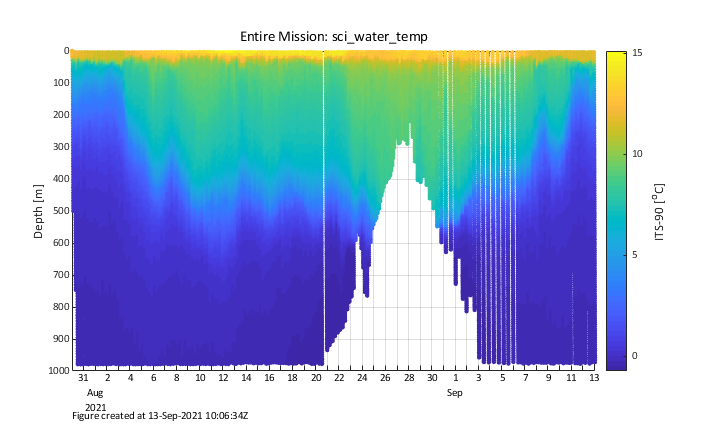 Entire Mission: sci_water_temp
0
100
200
300
400
500
600
700
800
900
1000
Depth [m]
31 2 4 6 8 10 12 14 16 18 20 22 24 26 28 30 1 3 5 7 9 11 13
Aug Sep
2021
15
10
5
0
ITS-90 [°C]
Figure created at 13-Sep-2021 10:06:34Z